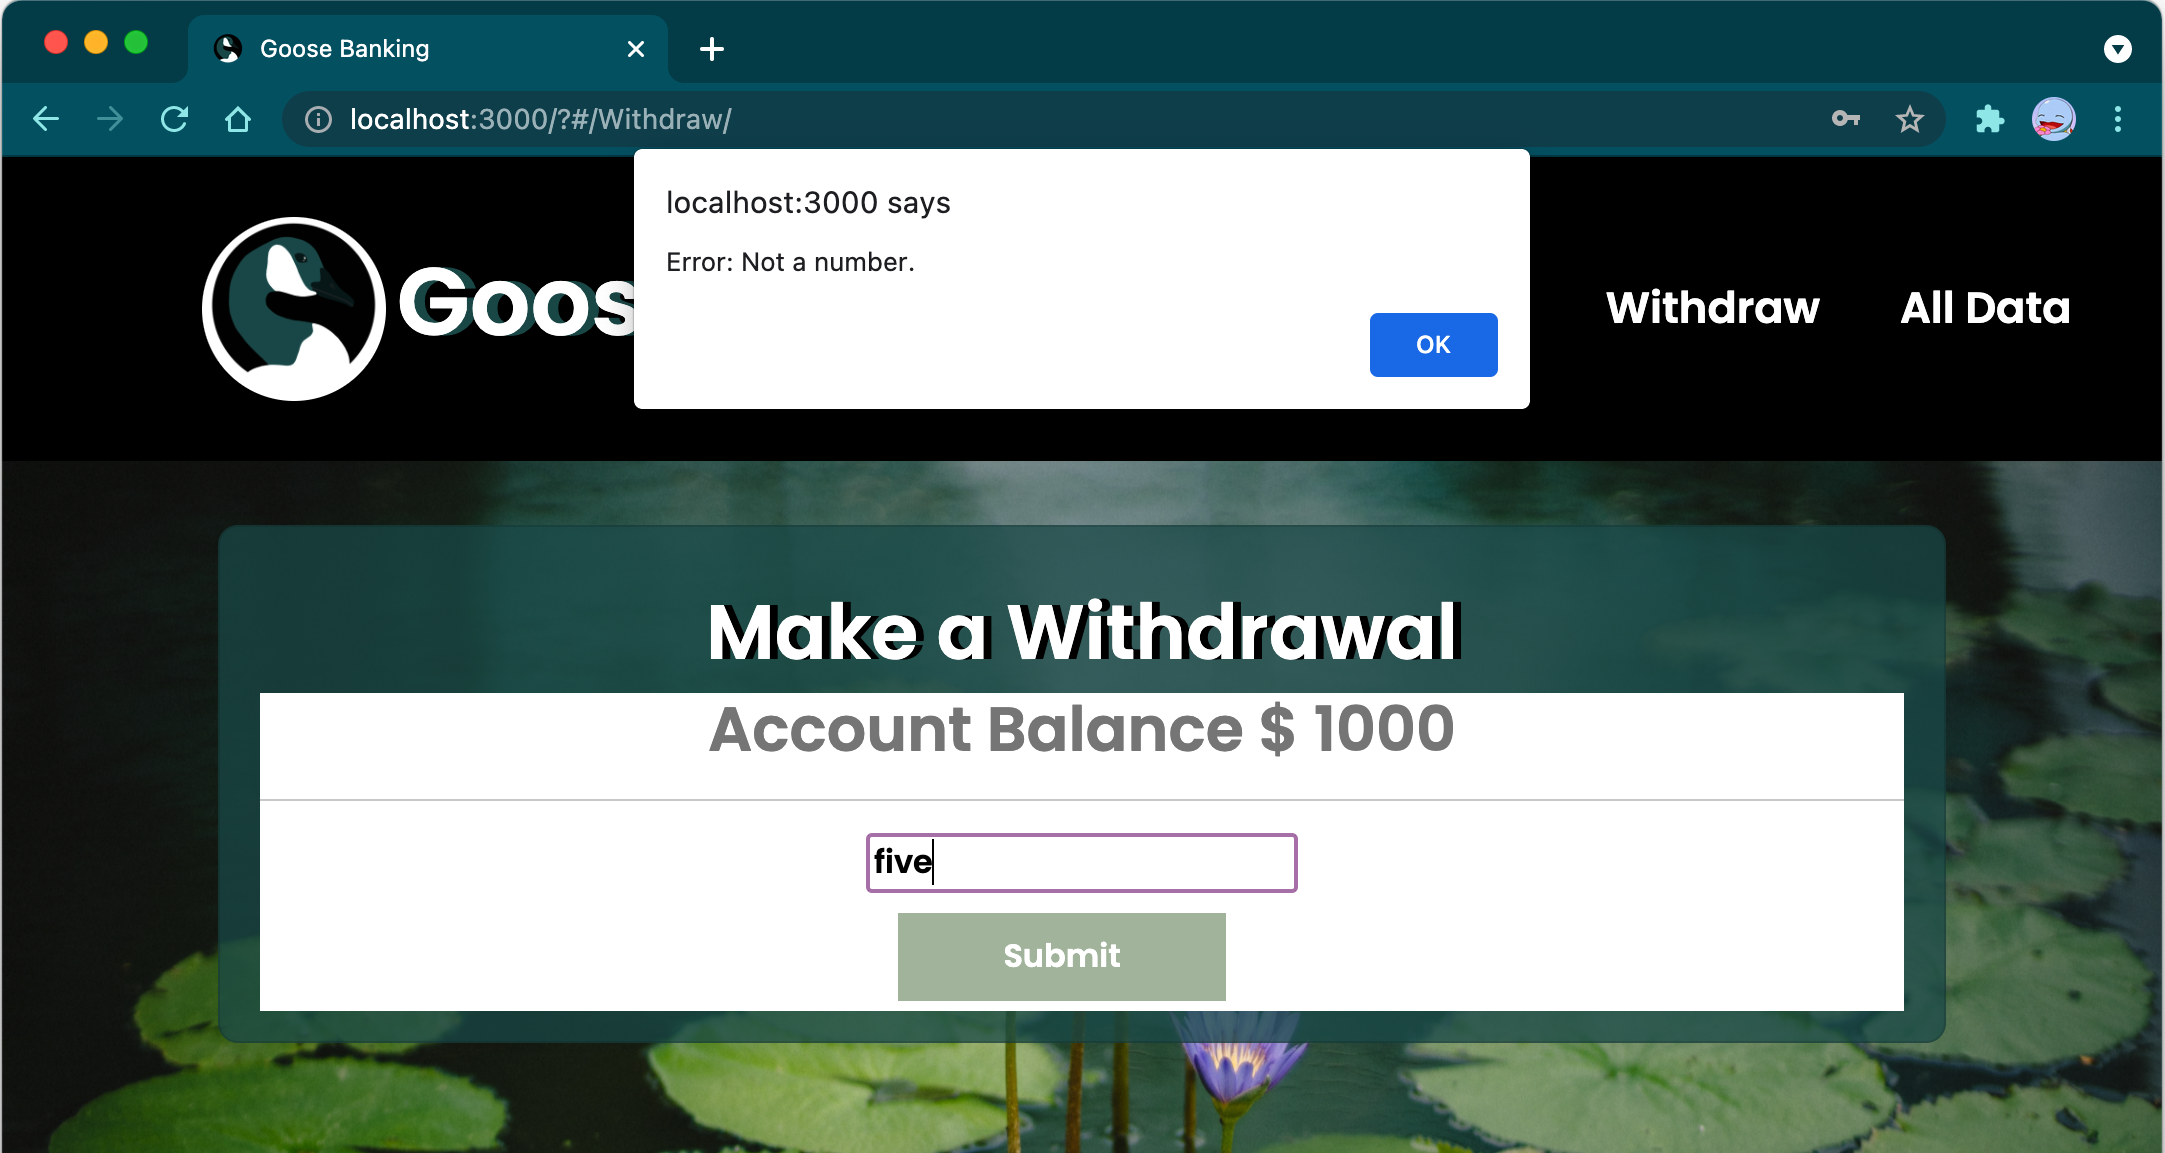 Goose Banking
localhost:3000/?#/Withdraw/
localhost:3000 says
Error: Not a number.
OK
Goos
Withdraw
All Data
Make a Withdrawal
Account Balance $ 1000
five
Submit